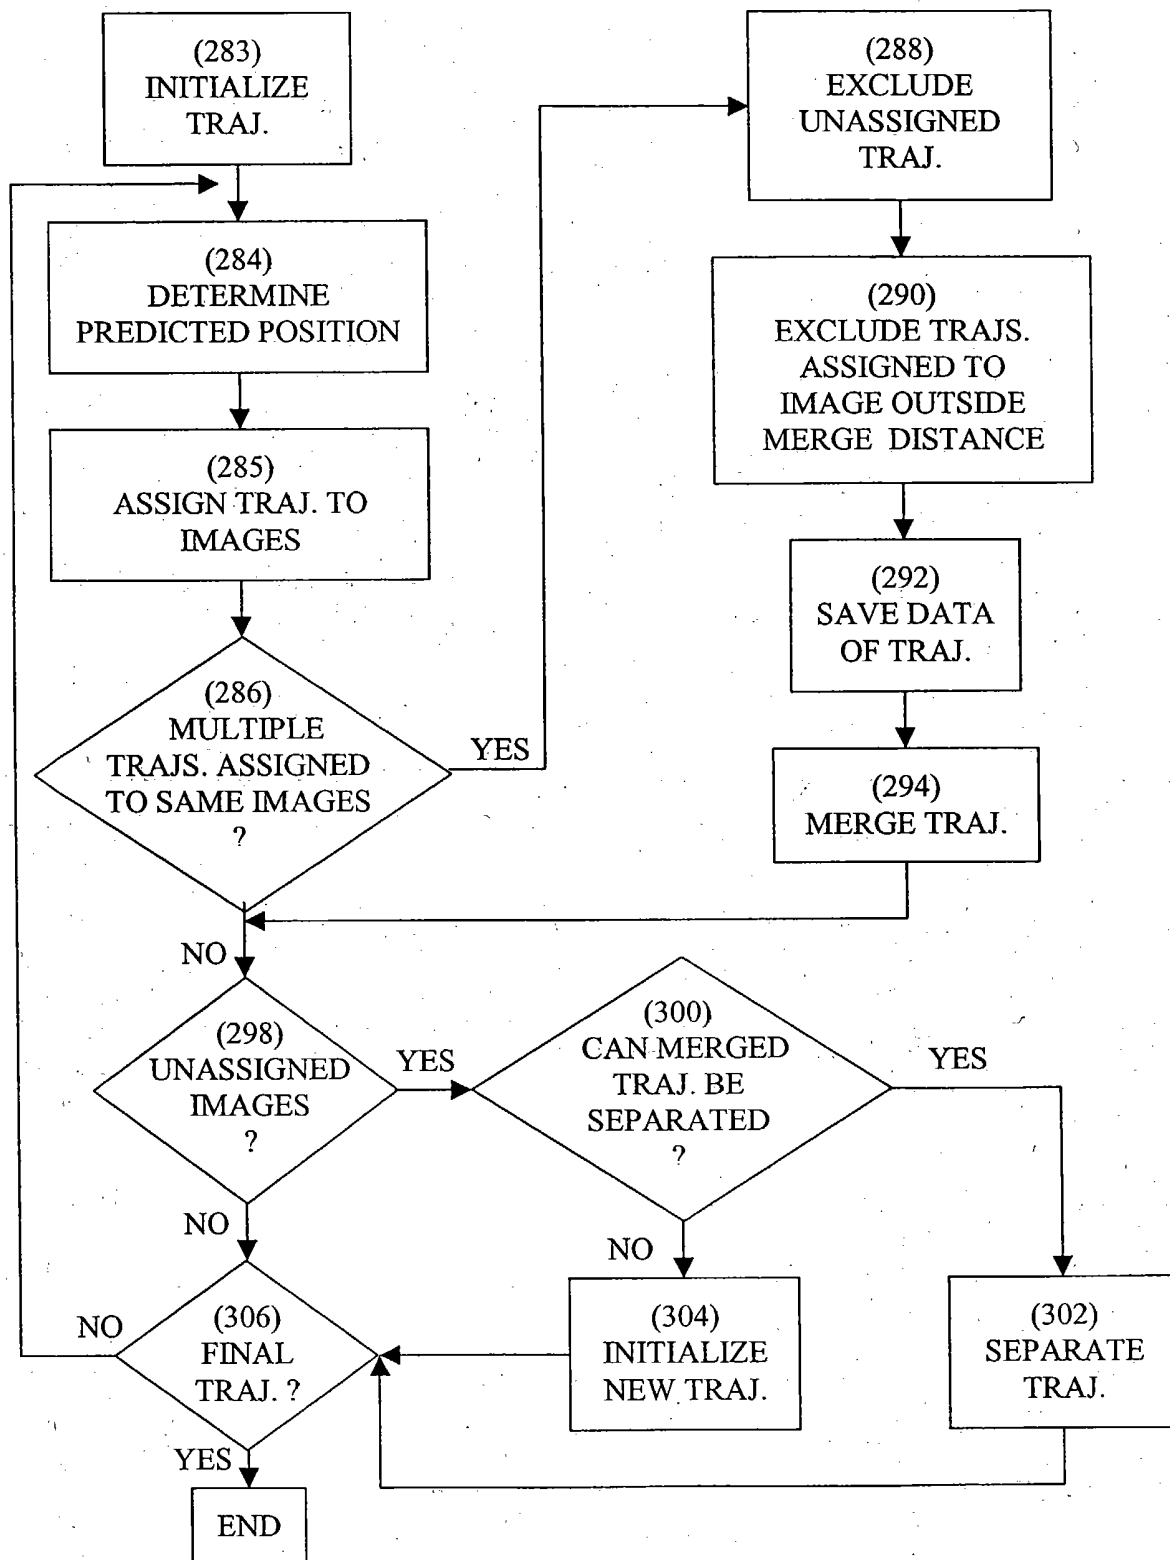 (283)
INITIALIZE
TRAJ.
(284)
DETERMINE
PREDICTED POSITION
(285)
ASSIGN TRAJ. TO
IMAGES
(286)
MULTIPLE
TRAJS. ASSIGNED
TO SAME IMAGES
?
YES
NO
(288)
EXCLUDE
UNASSIGNED
TRAJ.
(290)
EXCLUDE TRAJS.
ASSIGNED TO
IMAGE OUTSIDE
MERGE DISTANCE
(292)
SAVE DATA
OF TRAJ.
(294)
MERGE TRAJ.
(298)
UNASSIGNED
IMAGES
?
YES
NO
(300)
CAN MERGED
TRAJ. BE
SEPARATED
?
YES
NO
(302)
SEPARATE
TRAJ.
(304)
INITIALIZE
NEW TRAJ.
(306)
FINAL
TRAJ. ?
NO
YES
END